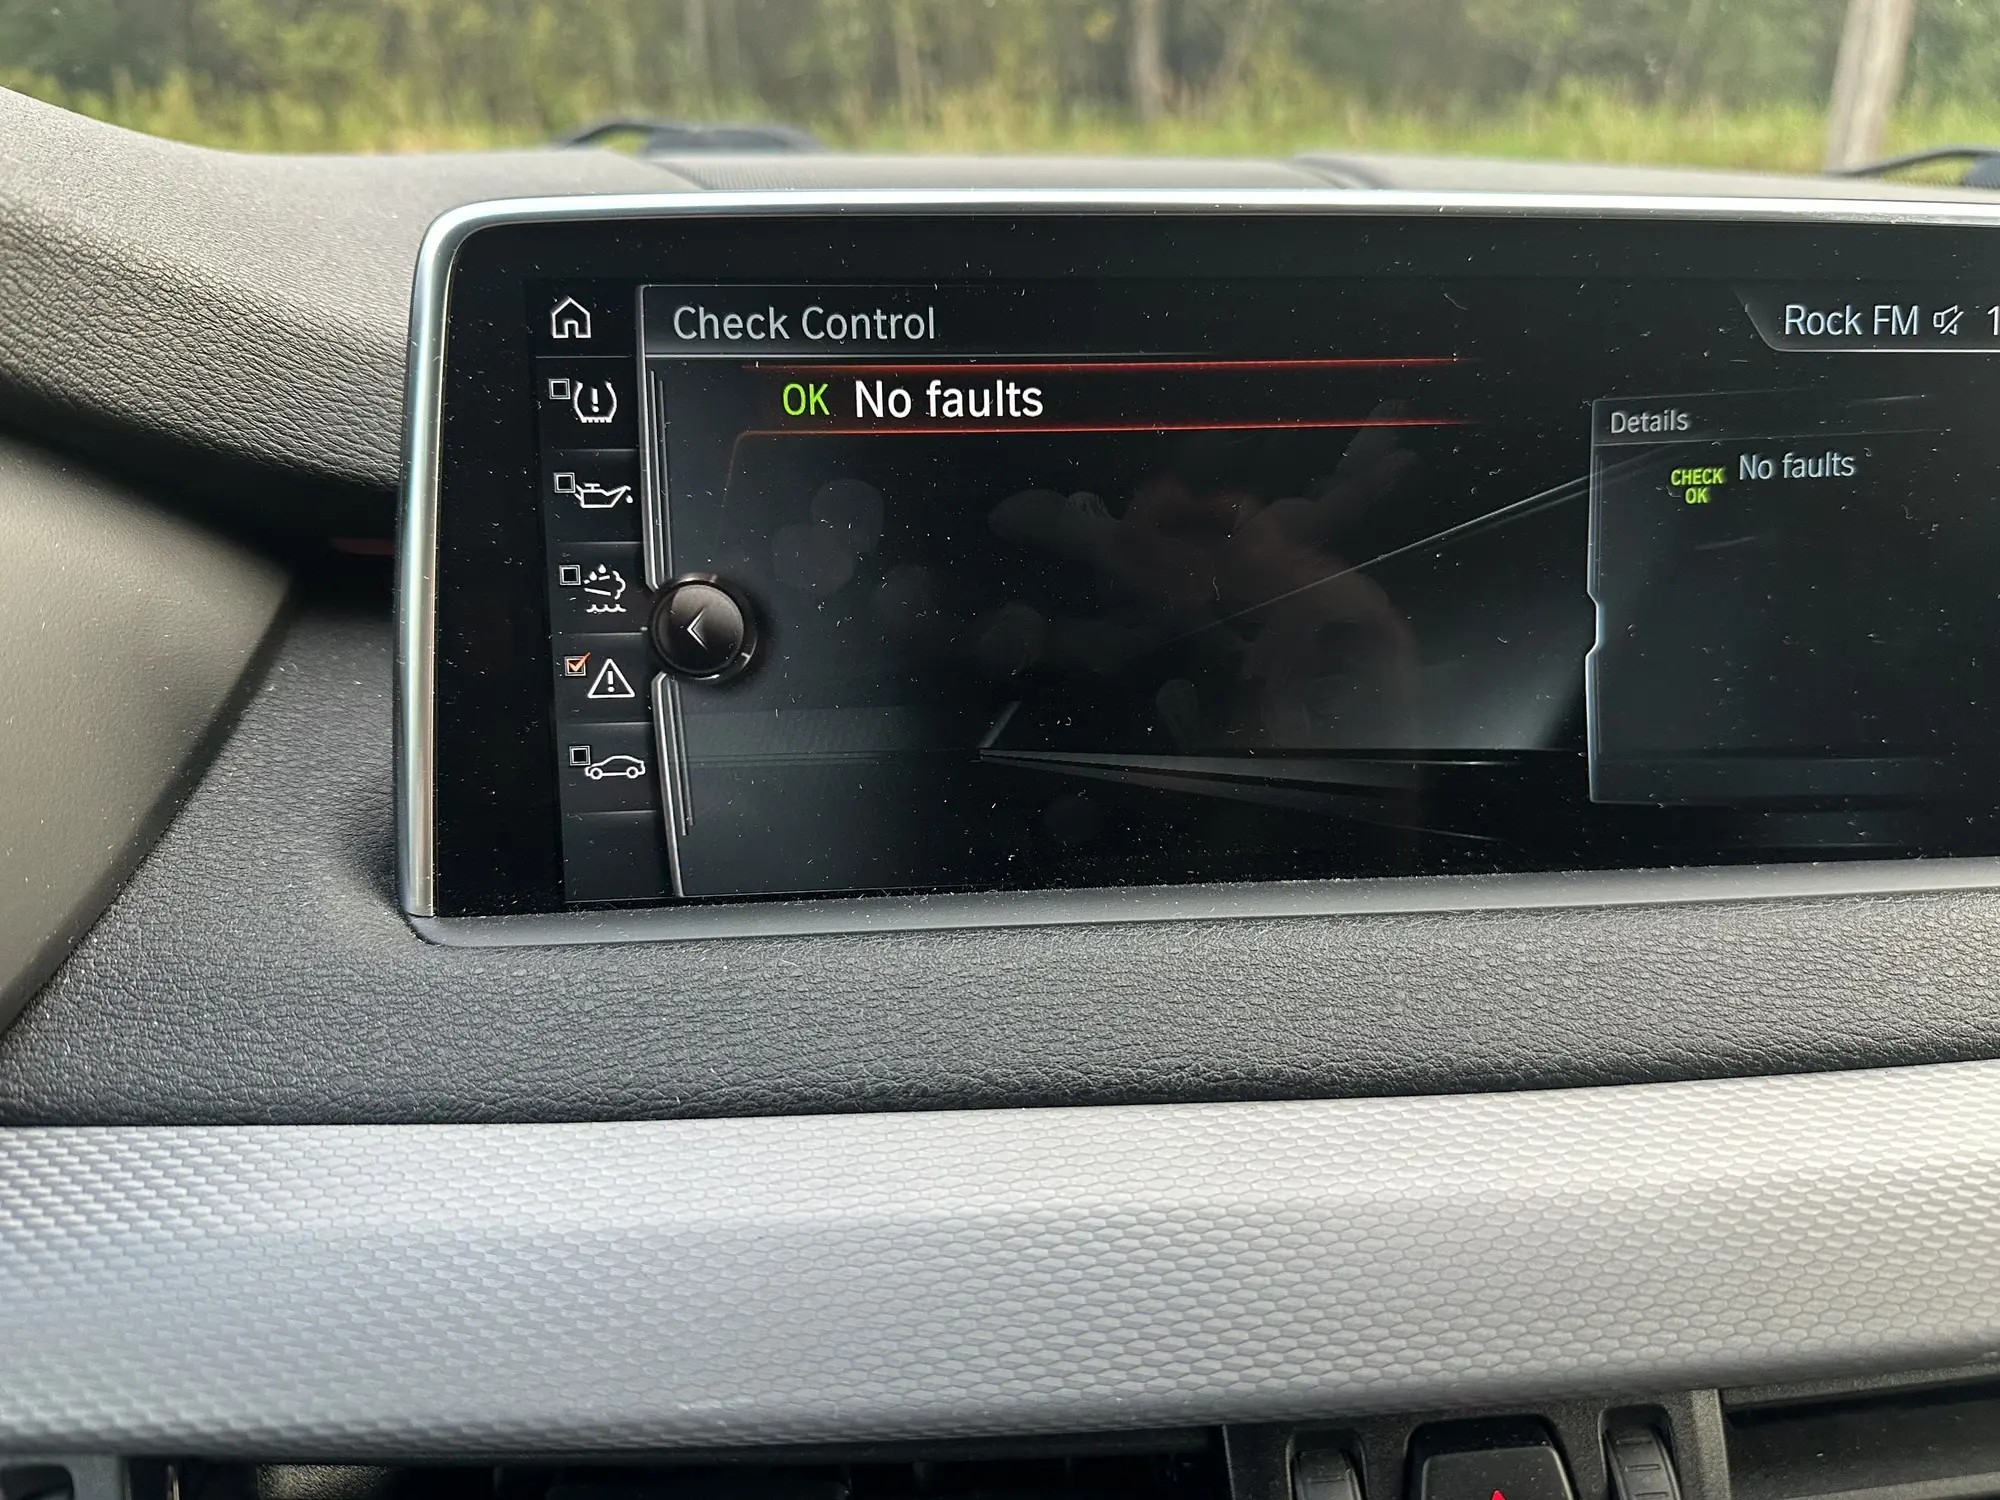 Check Control
Rock FM
OK No faults
Details
CHECK OK No faults